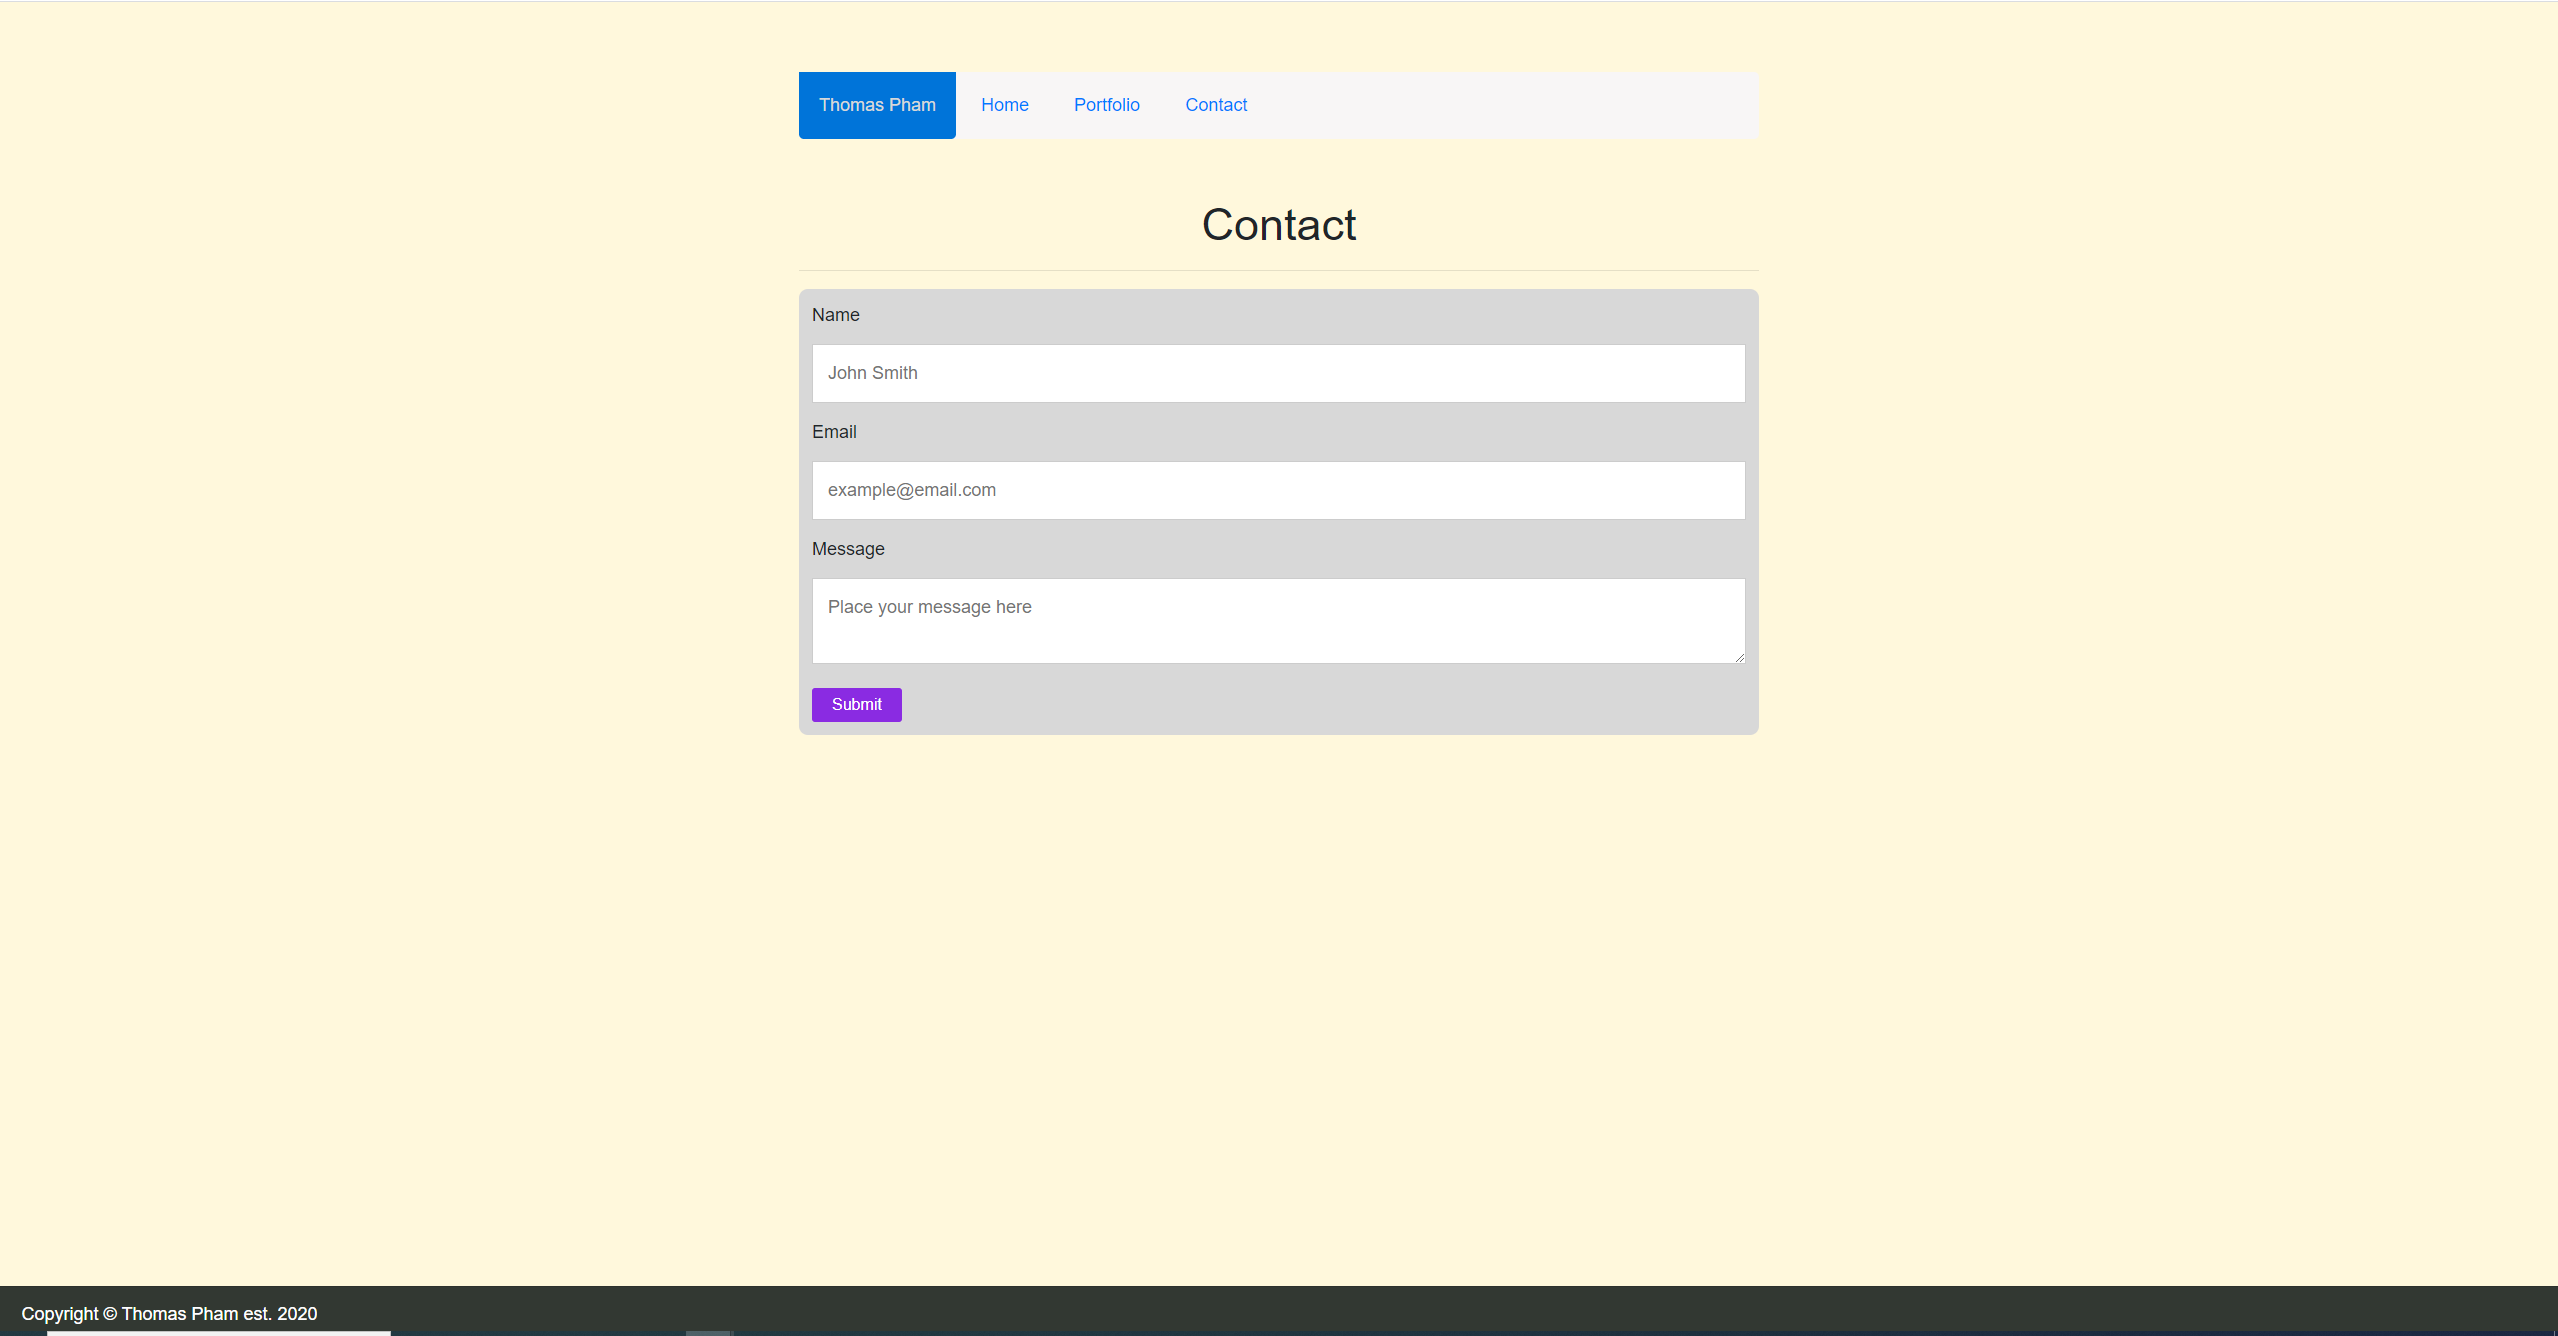 Thomas Pham Home Portfolio Contact
Contact
Name
John Smith
Email
example@email.com
Message
Place your message here
Submit
Copyright © Thomas Pham est. 2020